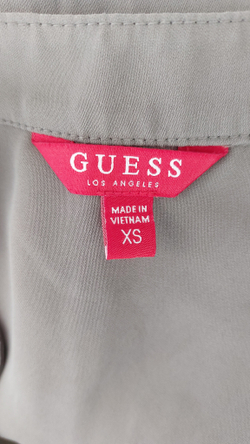 GUESS
LOS ANGELES
MADE IN
VIETNAM
XS